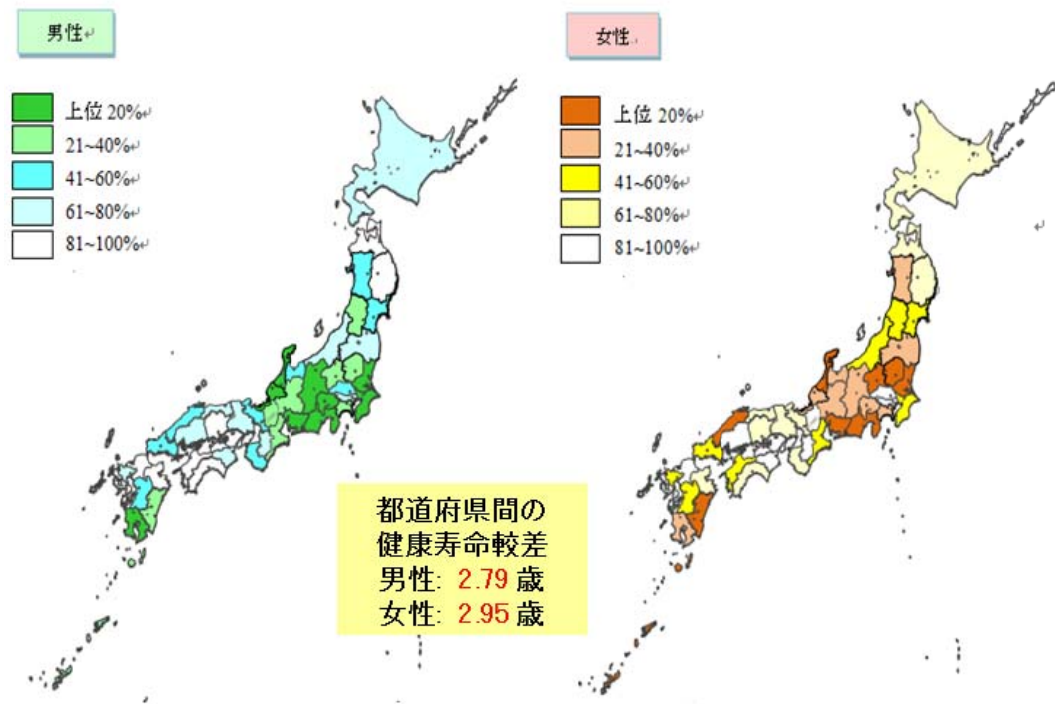 男性↵
上位 20%↵
21~40%↵
41~60%↵
61~80%↵
81~100%↵
女性↵
上位 20%↵
21~40%↵
41~60%↵
61~80%↵
81~100%↵
↵
都道府県間の
健康寿命較差
男性: 2.79 歳
女性: 2.95 歳